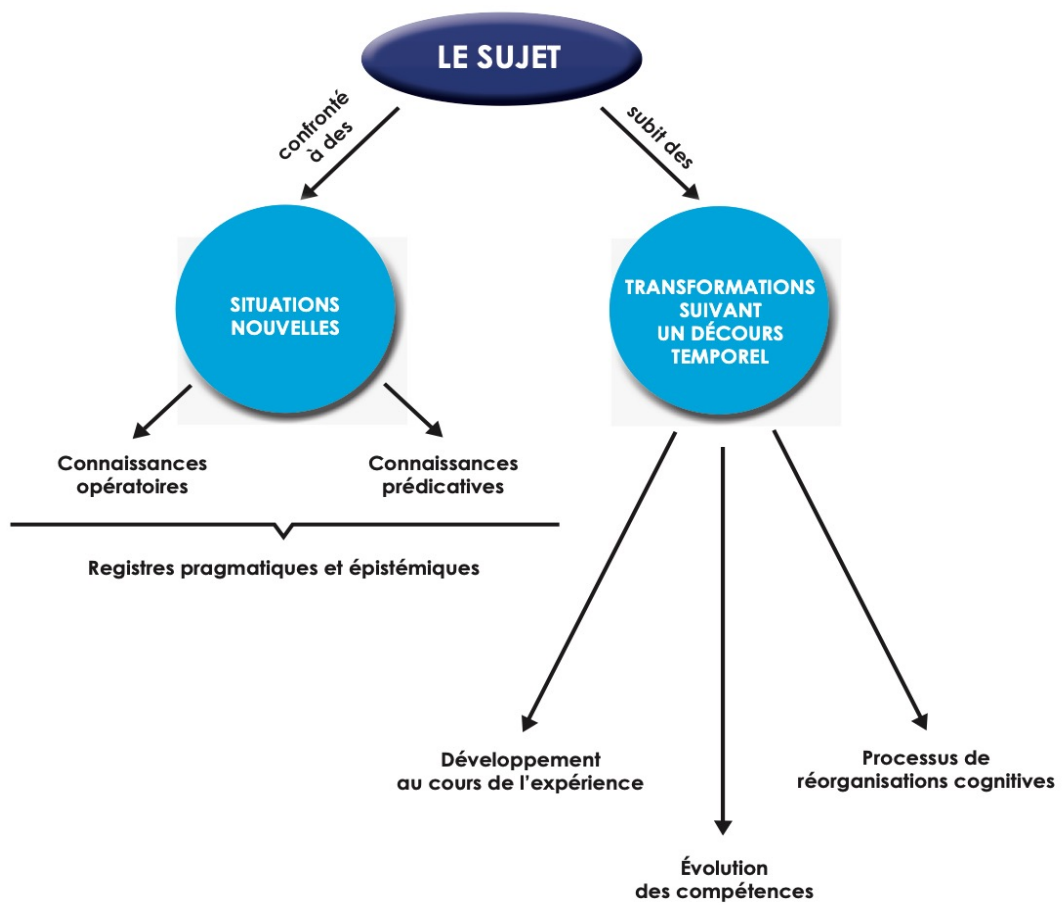 LE SUJET
confronté
à des
subit des
SITUATIONS
NOUVELLES
TRANSFORMATIONS
SUIVANT
UN DÉCOURS
TEMPOREL
Connaissances
opératoires
Connaissances
prédicatives
Registres pragmatiques et épistémiques
Développement
au cours de l’expérience
Processus de
réorganisations cognitives
Évolution
des compétences